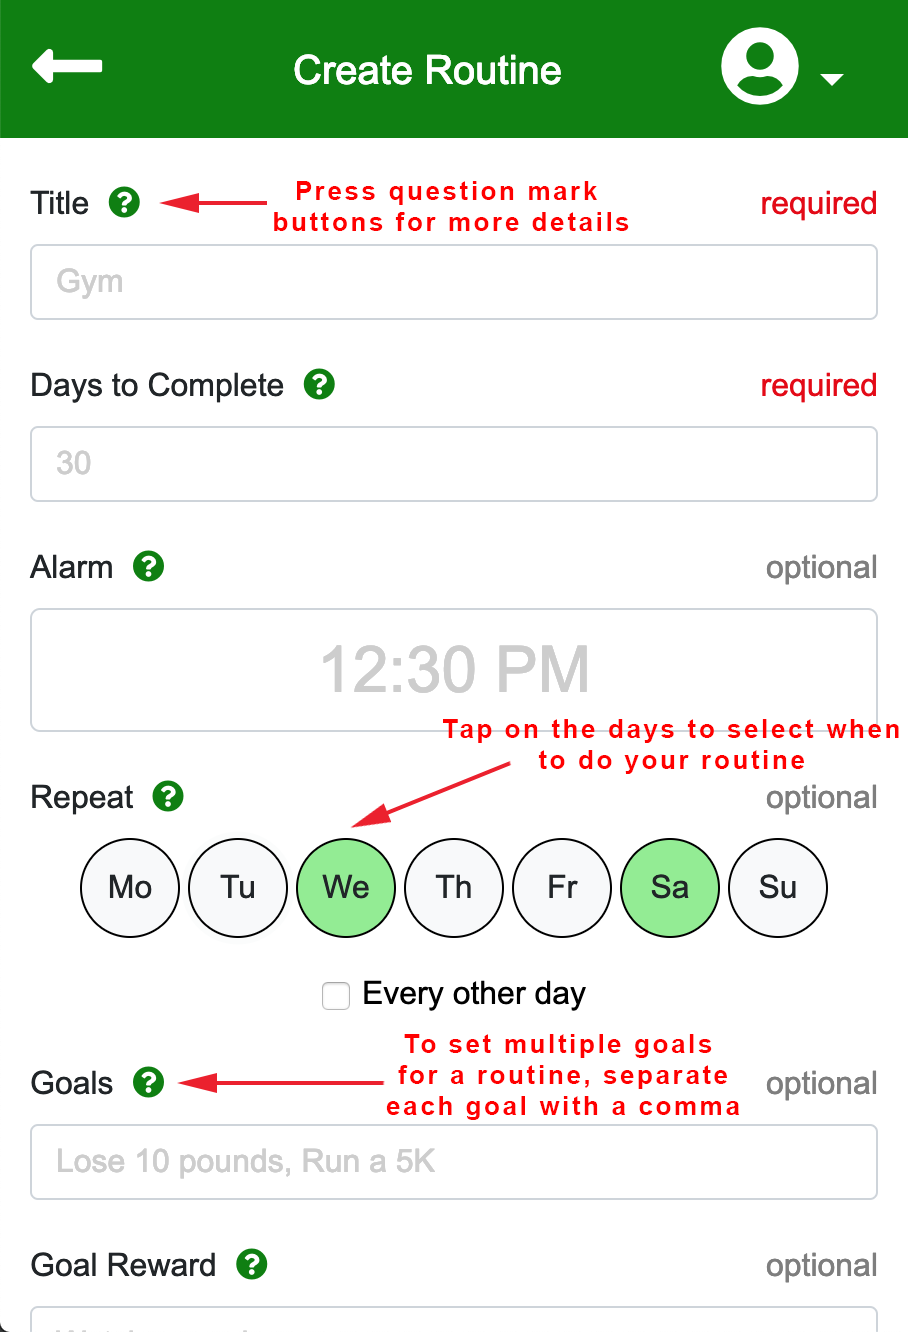 Create Routine
Title ? Press question mark
buttons for more details
required
Gym
Days to Complete ? required
30
Alarm ? optional
12:30 PM
Tap on the days to select when
to do your routine
Repeat ? optional
Mo Tu We Th Fr Sa Su
Every other day
To set multiple goals
for a routine, separate
each goal with a comma
Goals ? optional
Lose 10 pounds, Run a 5K
Goal Reward ? optional